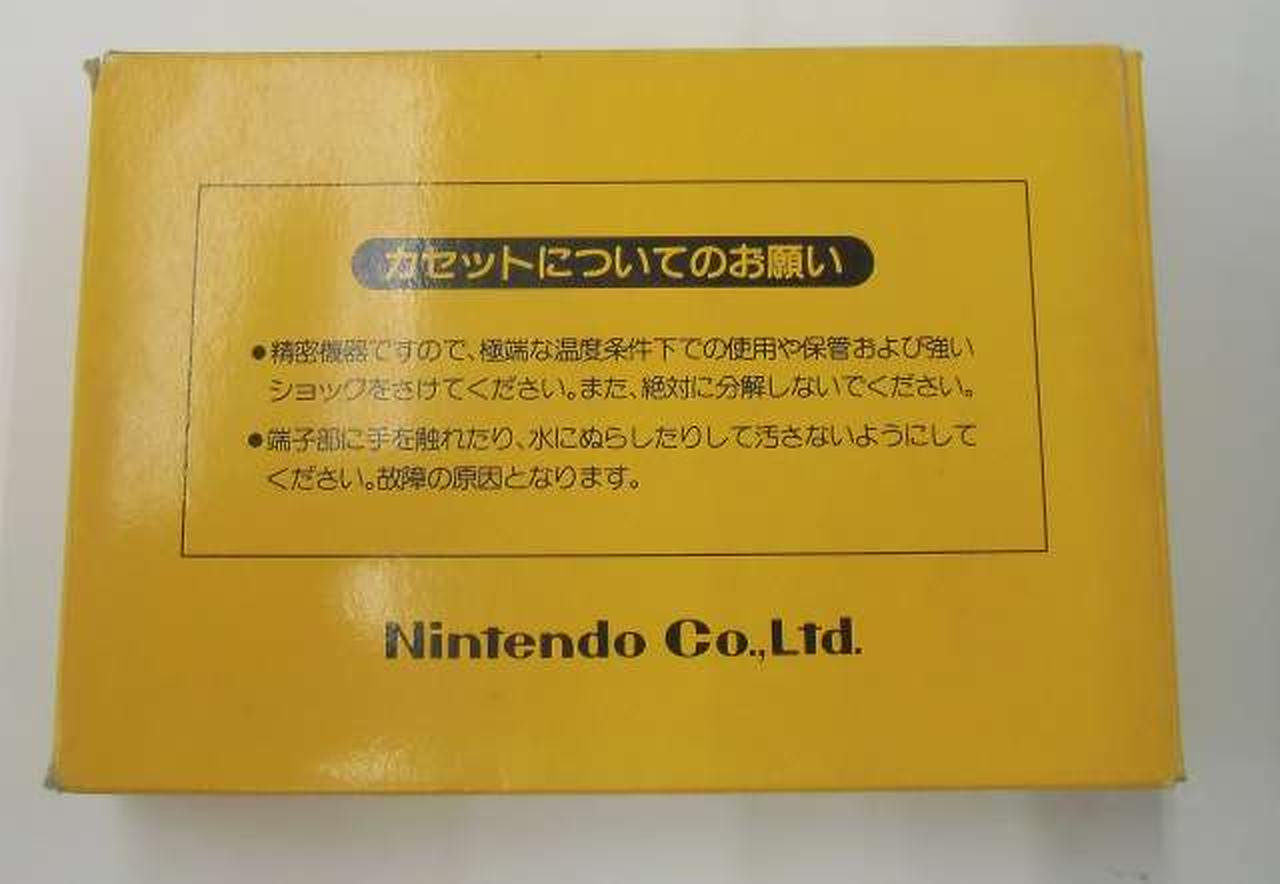 カセットについてのお願い
●精密機器ですので、極端な温度条件下での使用や保管および強い
ショックをさけてください。また、絶対に分解しないでください。
●端子部に手を触れたり、水にぬらしたりして汚さないようにして
ください。故障の原因となります。
Nintendo Co.,Ltd.